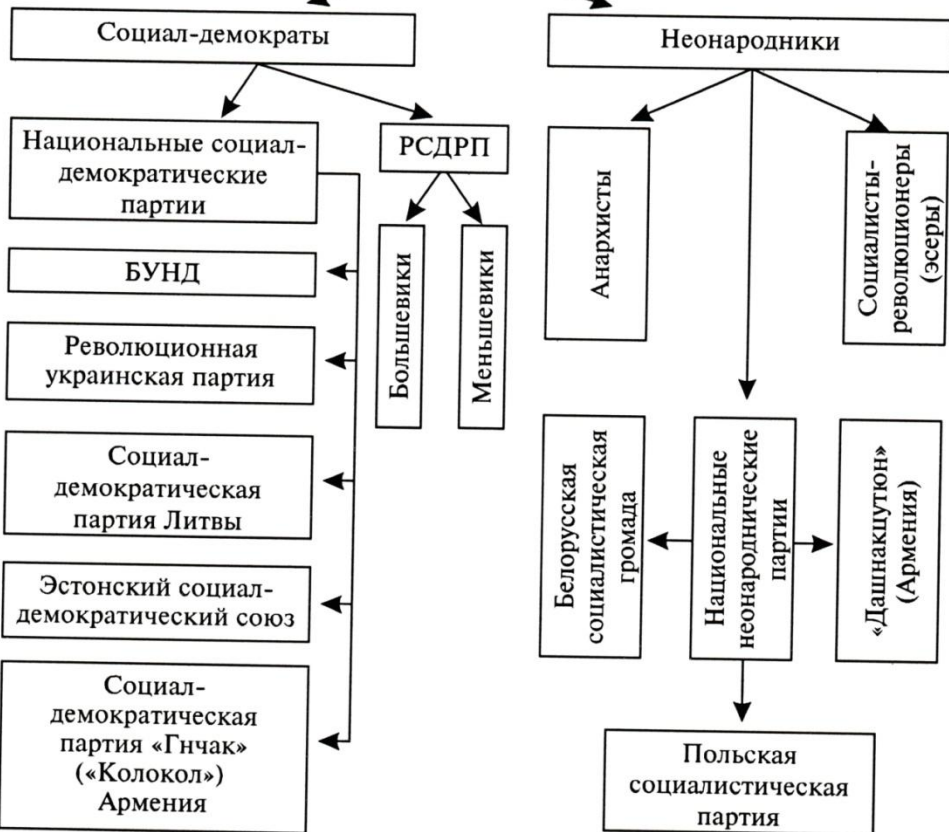 Социал-демократы
Неонародники
Национальные социал-
демократические
партии
РСДРП
Анархисты
Социалисты-
революционеры
(эсеры)
БУНД
Большевики
Меньшевики
Революционная
украинская партия
Социал-
демократическая
партия Литвы
Белорусская
социалистическая
громада
Национальные
неонароднические
партии
«Дашнакцутюн»
(Армения)
Эстонский социал-
демократический союз
Социал-
демократическая
партия «Гнчак»
(«Колокол»)
Армения
Польская
социалистическая
партия